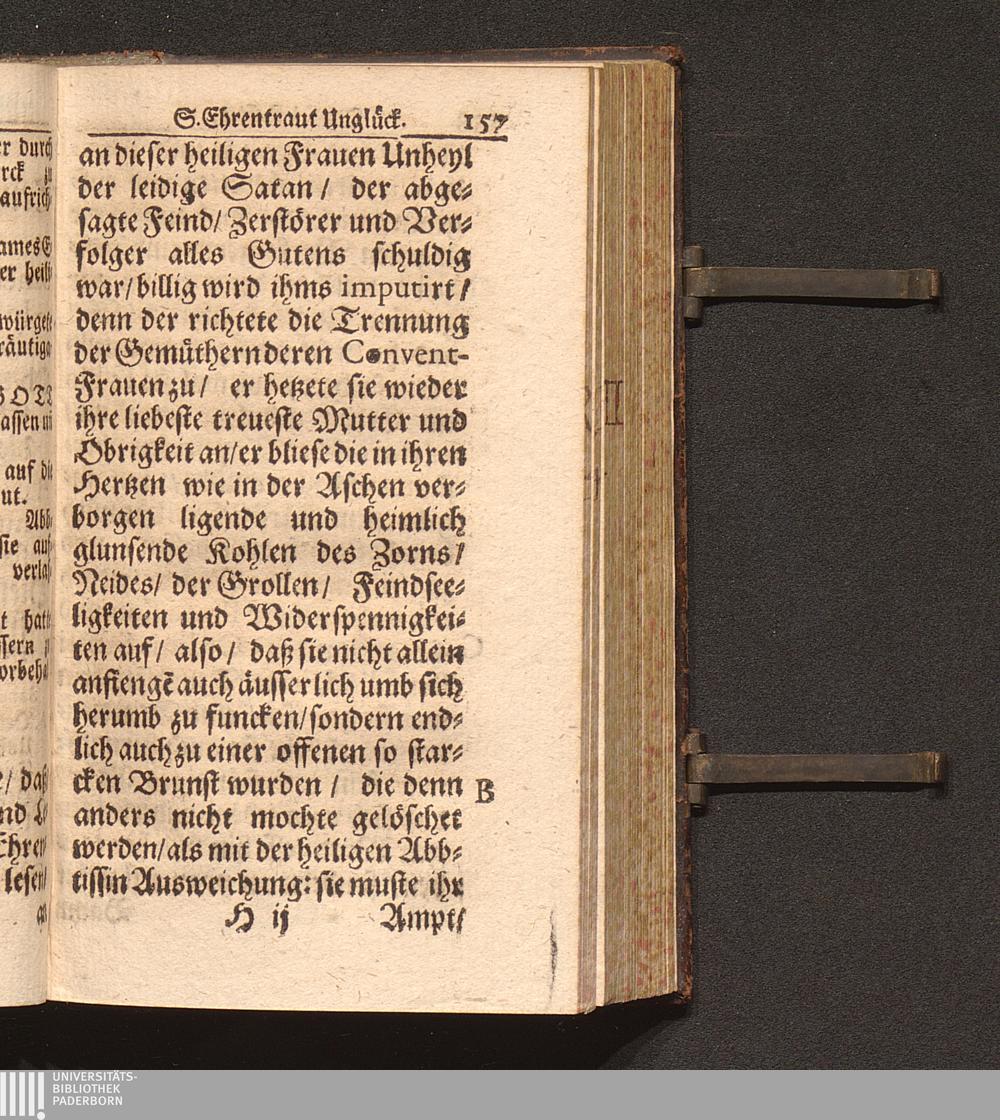 S. Ehrentraut Unglück. 157
an dieser heiligen Frauen Unheyl
der leidige Satan / der abge⸗
sagte Feind / Zerstörer und Ver⸗
folger alles Gutens schuldig
war / billig wird ihms imputirt /
denn der richtete die Trennung
der Gemüthern deren Convent-
Frauen zu / er hetzete sie wieder
ihre liebeste treueste Mutter und
Obrigkeit an / er bliese die in ihren
Hertzen wie in der Aschen ver⸗
borgen ligende und heimlich
glunsende Kohlen des Zorns /
Neides / der Grollen / Feindsee⸗
ligkeiten und Widerspennigkei⸗
ten auf / also / daß sie nicht allein
anfiengē auch äusserlich umb sich
herumb zu funcken / sondern end⸗
lich auch zu einer offenen so star⸗
cken Brunst wurden / die denn B
anders nicht mochte gelöschet
werden / als mit der heiligen Abb⸗
tissin Ausweichung: sie muste ihr
H ij Ampt /
UNIVERSITÄTS-
BIBLIOTHEK
PADERBORN